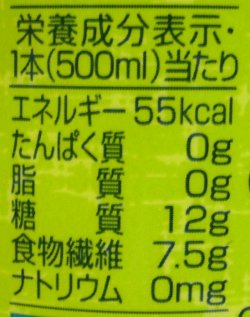 栄養成分表示・
1本(500ml)当たり
エネルギー 55kcal
たんぱく質 0g
脂質 0g
糖質 12g
食物繊維 7.5g
ナトリウム 0mg